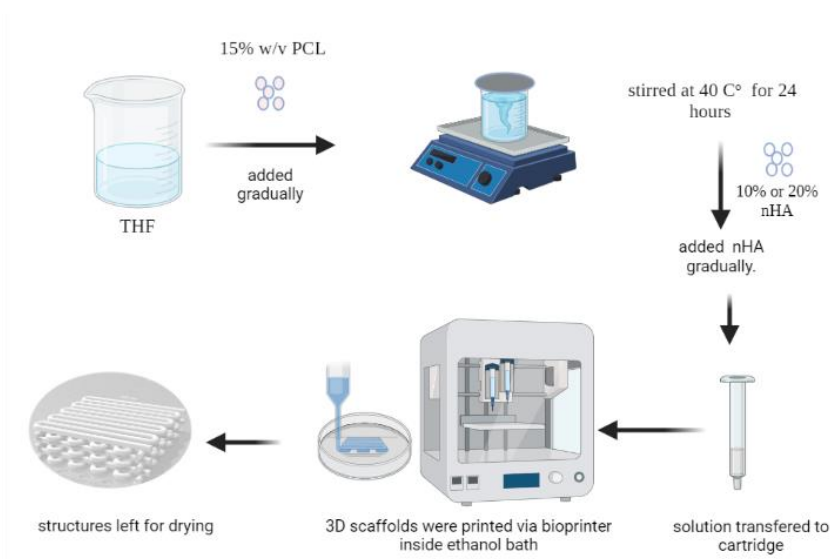 15% w/v PCL
added
gradually
THF
stirred at 40 C° for 24
hours
10% or 20%
nHA
added nHA
gradually.
solution transfered to
cartridge
3D scaffolds were printed via bioprinter
inside ethanol bath
structures left for drying